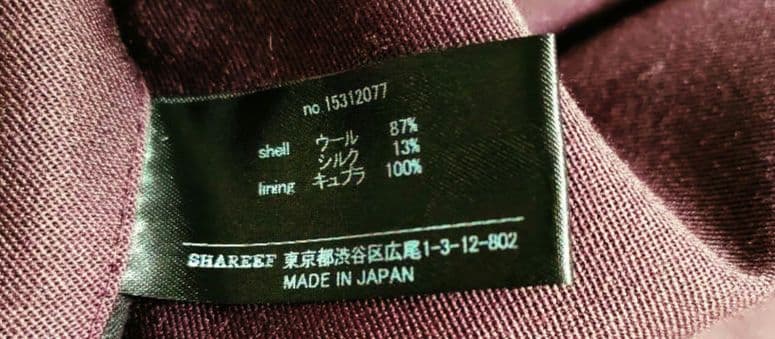 no 15312077
shell ウール 87%
シルク 13%
lining キュプラ 100%
SHAREEF 東京都渋谷区広尾1-3-12-802
MADE IN JAPAN